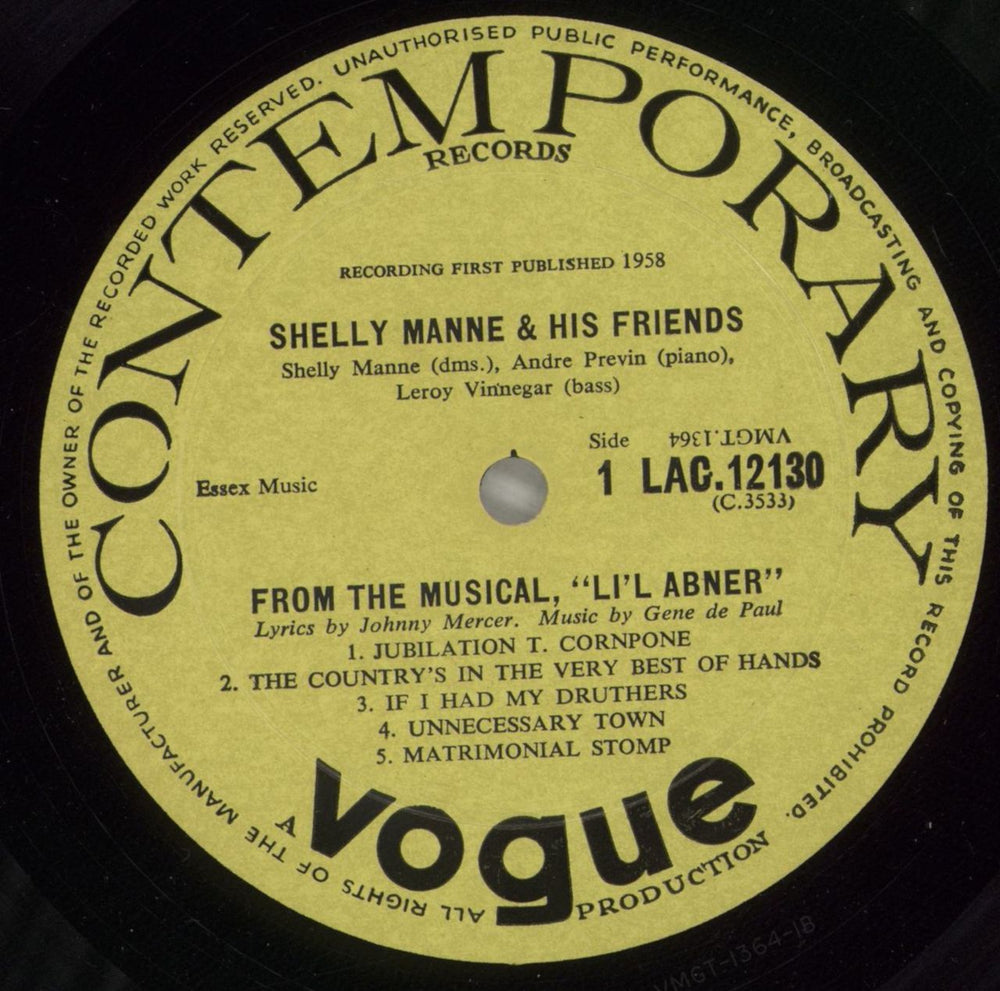 ALL RIGHTS OF THE MANUFACTURER AND OF THE OWNER OF THE RECORDED WORK RESERVED. UNAUTHORISED PUBLIC PERFORMANCE, BROADCASTING AND COPYING OF THIS RECORD PROHIBITED.
CONTEMPORARY
RECORDS
RECORDING FIRST PUBLISHED 1958
SHELLY MANNE & HIS FRIENDS
Shelly Manne (dms.), Andre Previn (piano),
Leroy Vinnegar (bass)
Side VMGT.1364
Essex Music 1 LAG.12130
(C.3533)
FROM THE MUSICAL, “LI’L ABNER”
Lyrics by Johnny Mercer. Music by Gene de Paul
1. JUBILATION T. CORNPONE
2. THE COUNTRY'S IN THE VERY BEST OF HANDS
3. IF I HAD MY DRUTHERS
4. UNNECESSARY TOWN
5. MATRIMONIAL STOMP
A vogue PRODUCTION
VMGT-1364-1B